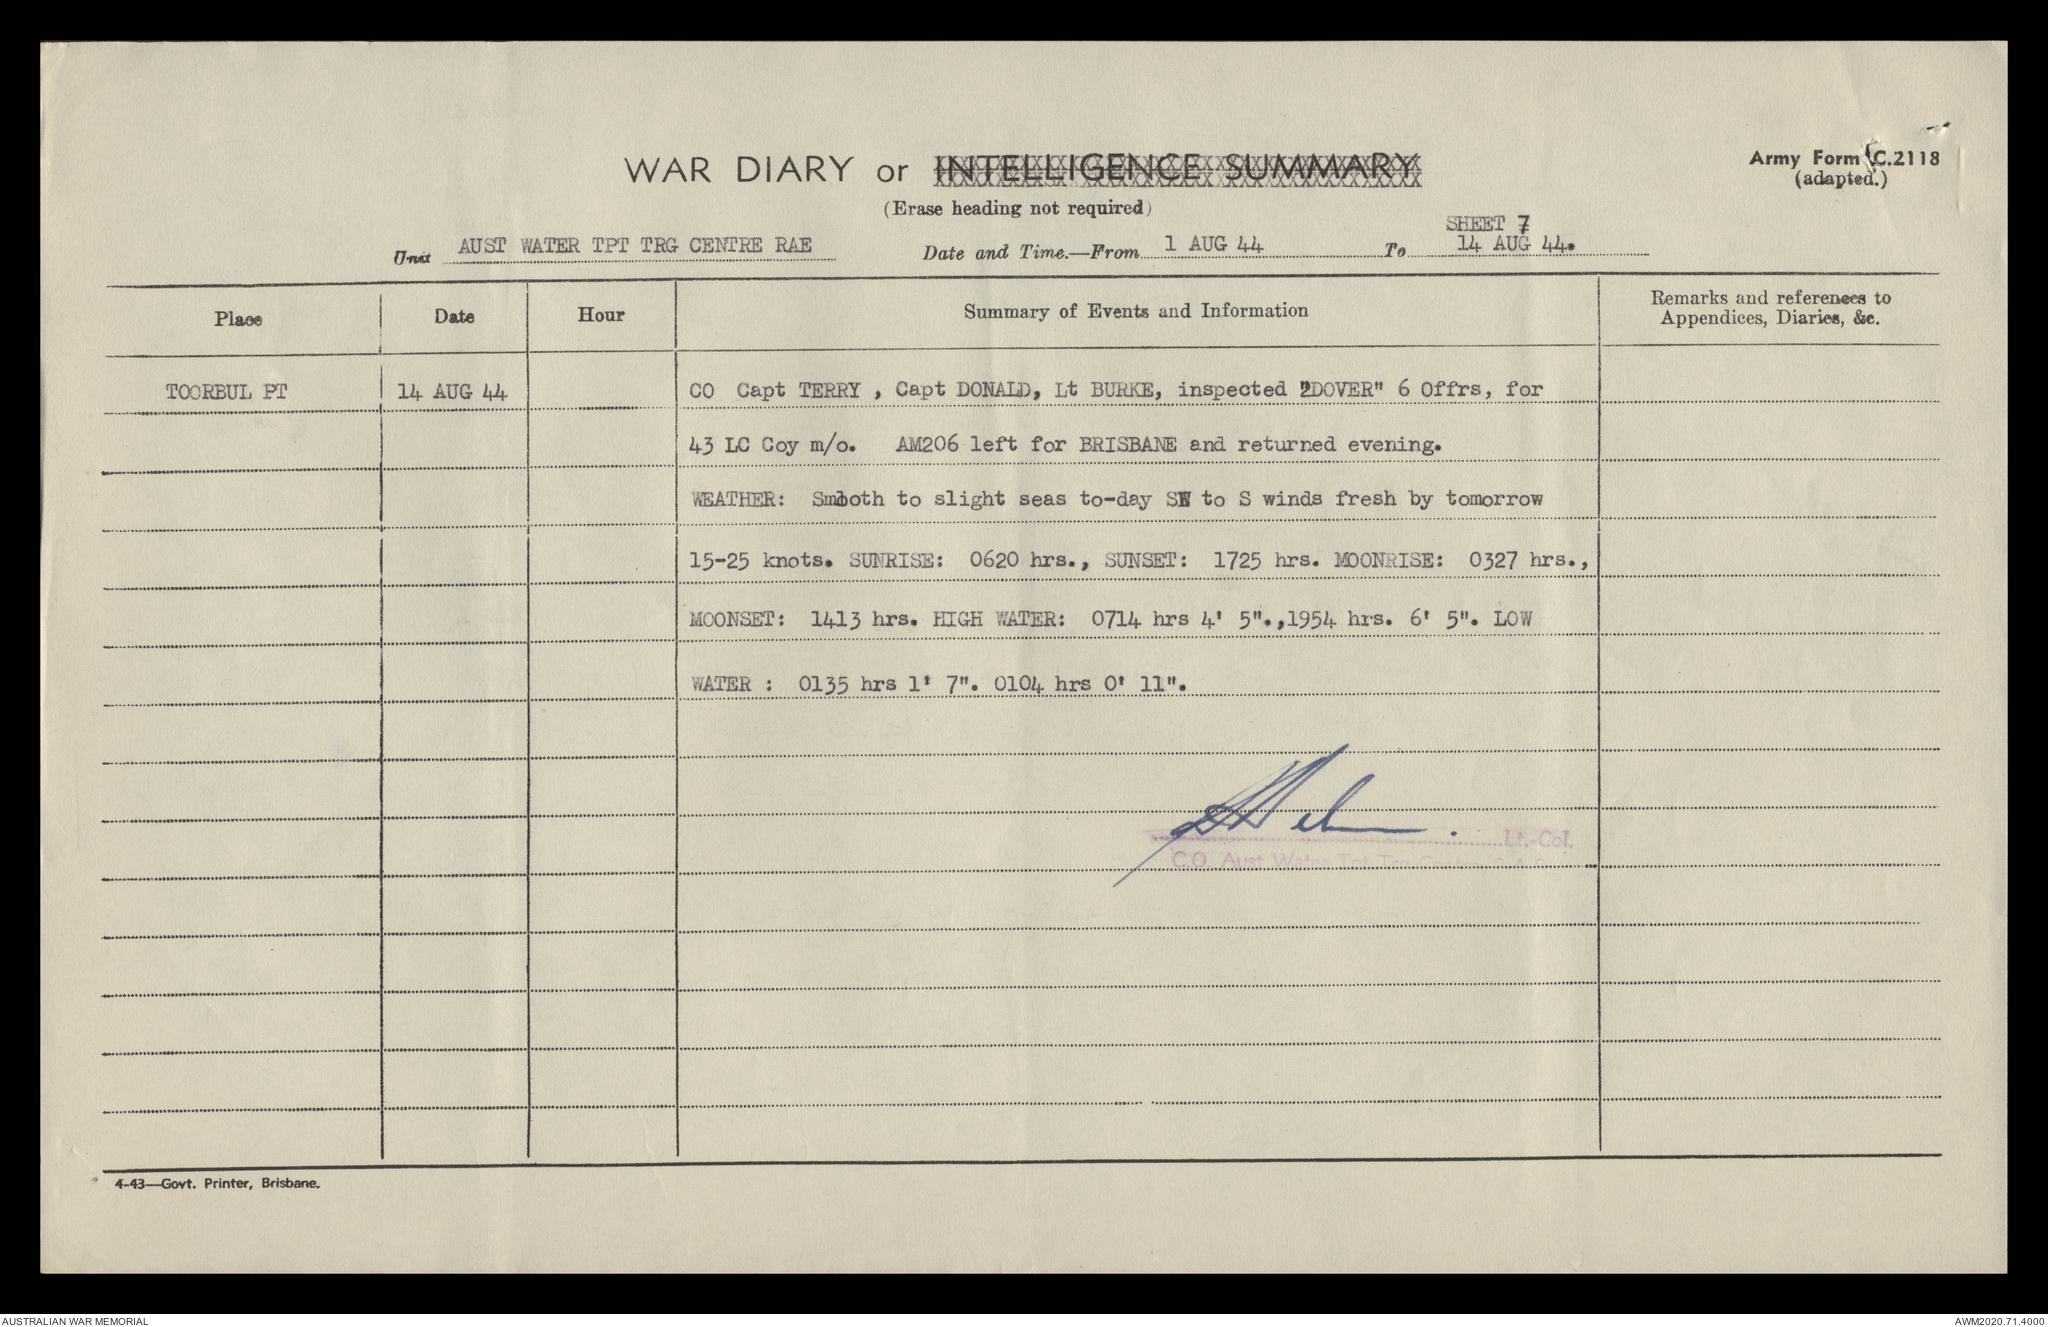 WAR DIARY or INTELLIGENCE SUMMARY
Army Form C.2118
(adapted.)
(Erase heading not required)
SHEET 7
Unit AUST WATER TPT TRG CENTRE RAE Date and Time.—From 1 AUG 44 To 14 AUG 44.
Place Date Hour Summary of Events and Information Remarks and references to
Appendices, Diaries, &c.
TOORBUL PT 14 AUG 44 CO Capt TERRY , Capt DONALD, Lt BURKE, inspected "DOVER" 6 Offrs, for
43 LC Coy m/o. AM206 left for BRISBANE and returned evening.
WEATHER: Smooth to slight seas to-day to S winds fresh by tomorrow
15-25 knots. SUNRISE: 0620 hrs., SUNSET: 1725 hrs. MOONRISE: 0327 hrs.,
MOONSET: 1413 hrs. HIGH WATER: 0714 hrs 4' 5".,1954 hrs. 6' 5". LOW
WATER : 0135 hrs 1' 7". 0104 hrs 0' 11".
Lt.-Col.
C.O. Aust Water Tpt Trg Centre R.A.E.
4-43—Govt. Printer, Brisbane.
AUSTRALIAN WAR MEMORIAL
AWM2020.71.4000